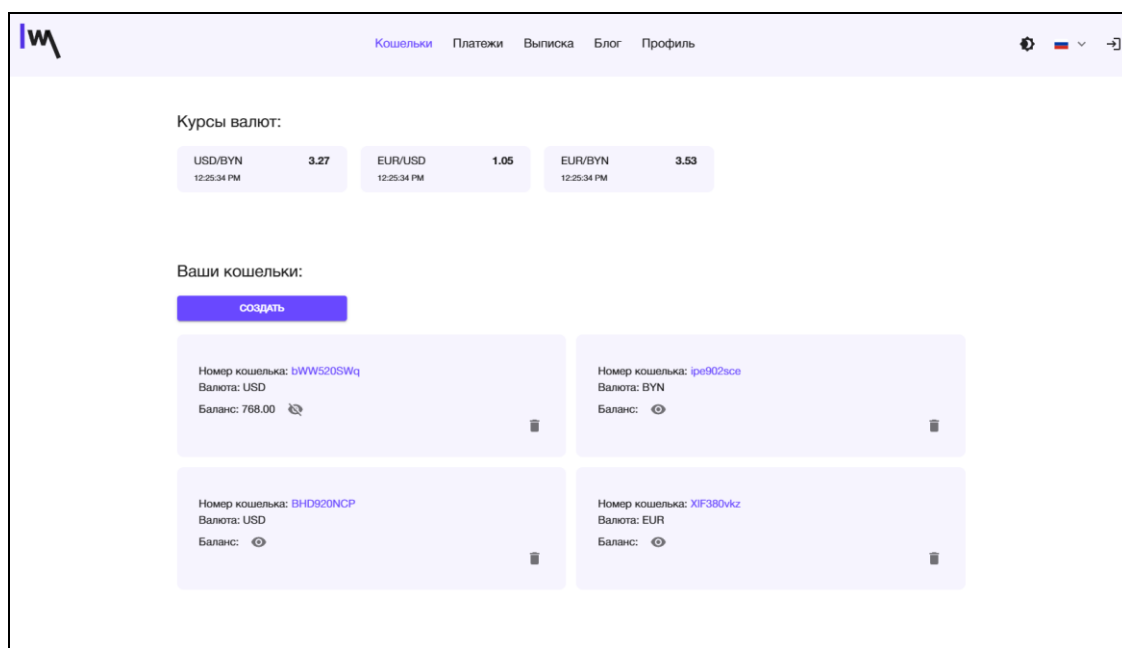 Кошельки Платежи Выписка Блог Профиль
Курсы валют:
USD/BYN 3.27
12:25:34 PM
EUR/USD 1.05
12:25:34 PM
EUR/BYN 3.53
12:25:34 PM
Ваши кошельки:
СОЗДАТЬ
Номер кошелька: bWW520SWq
Валюта: USD
Баланс: 768.00
Номер кошелька: ipe902sce
Валюта: BYN
Баланс:
Номер кошелька: BHD920NCP
Валюта: USD
Баланс:
Номер кошелька: XIF380vkz
Валюта: EUR
Баланс: